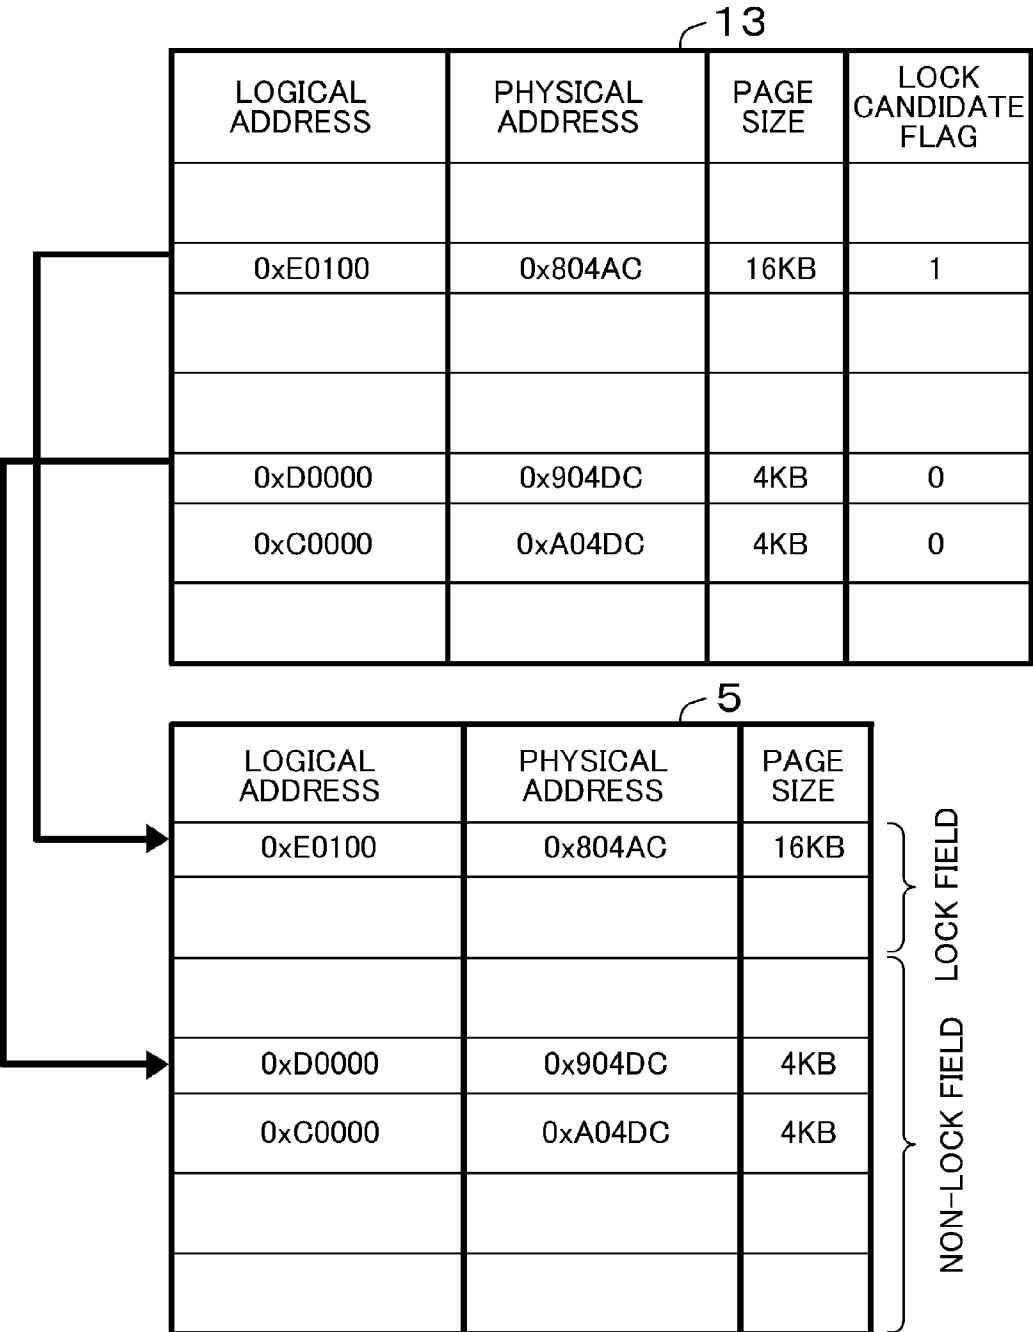 13
LOGICAL ADDRESS PHYSICAL ADDRESS PAGE SIZE LOCK CANDIDATE FLAG
0xE0100 0x804AC 16KB 1
0xD0000 0x904DC 4KB 0
0xC0000 0xA04DC 4KB 0
5
LOGICAL ADDRESS PHYSICAL ADDRESS PAGE SIZE
0xE0100 0x804AC 16KB
LOCK FIELD
0xD0000 0x904DC 4KB
0xC0000 0xA04DC 4KB
NON-LOCK FIELD